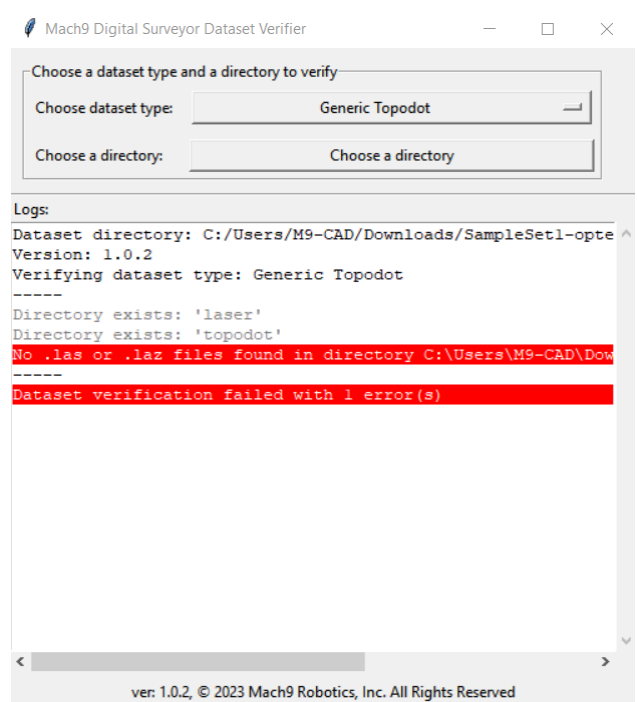 Mach9 Digital Surveyor Dataset Verifier
Choose a dataset type and a directory to verify
Choose dataset type: Generic Topodot
Choose a directory: Choose a directory
Logs:
Dataset directory: C:/Users/M9-CAD/Downloads/SampleSet1-opte
Version: 1.0.2
Verifying dataset type: Generic Topodot
-----
Directory exists: 'laser'
Directory exists: 'topodot'
No .las or .laz files found in directory C:\Users\M9-CAD\Dow
-----
Dataset verification failed with 1 error(s)
ver: 1.0.2, © 2023 Mach9 Robotics, Inc. All Rights Reserved